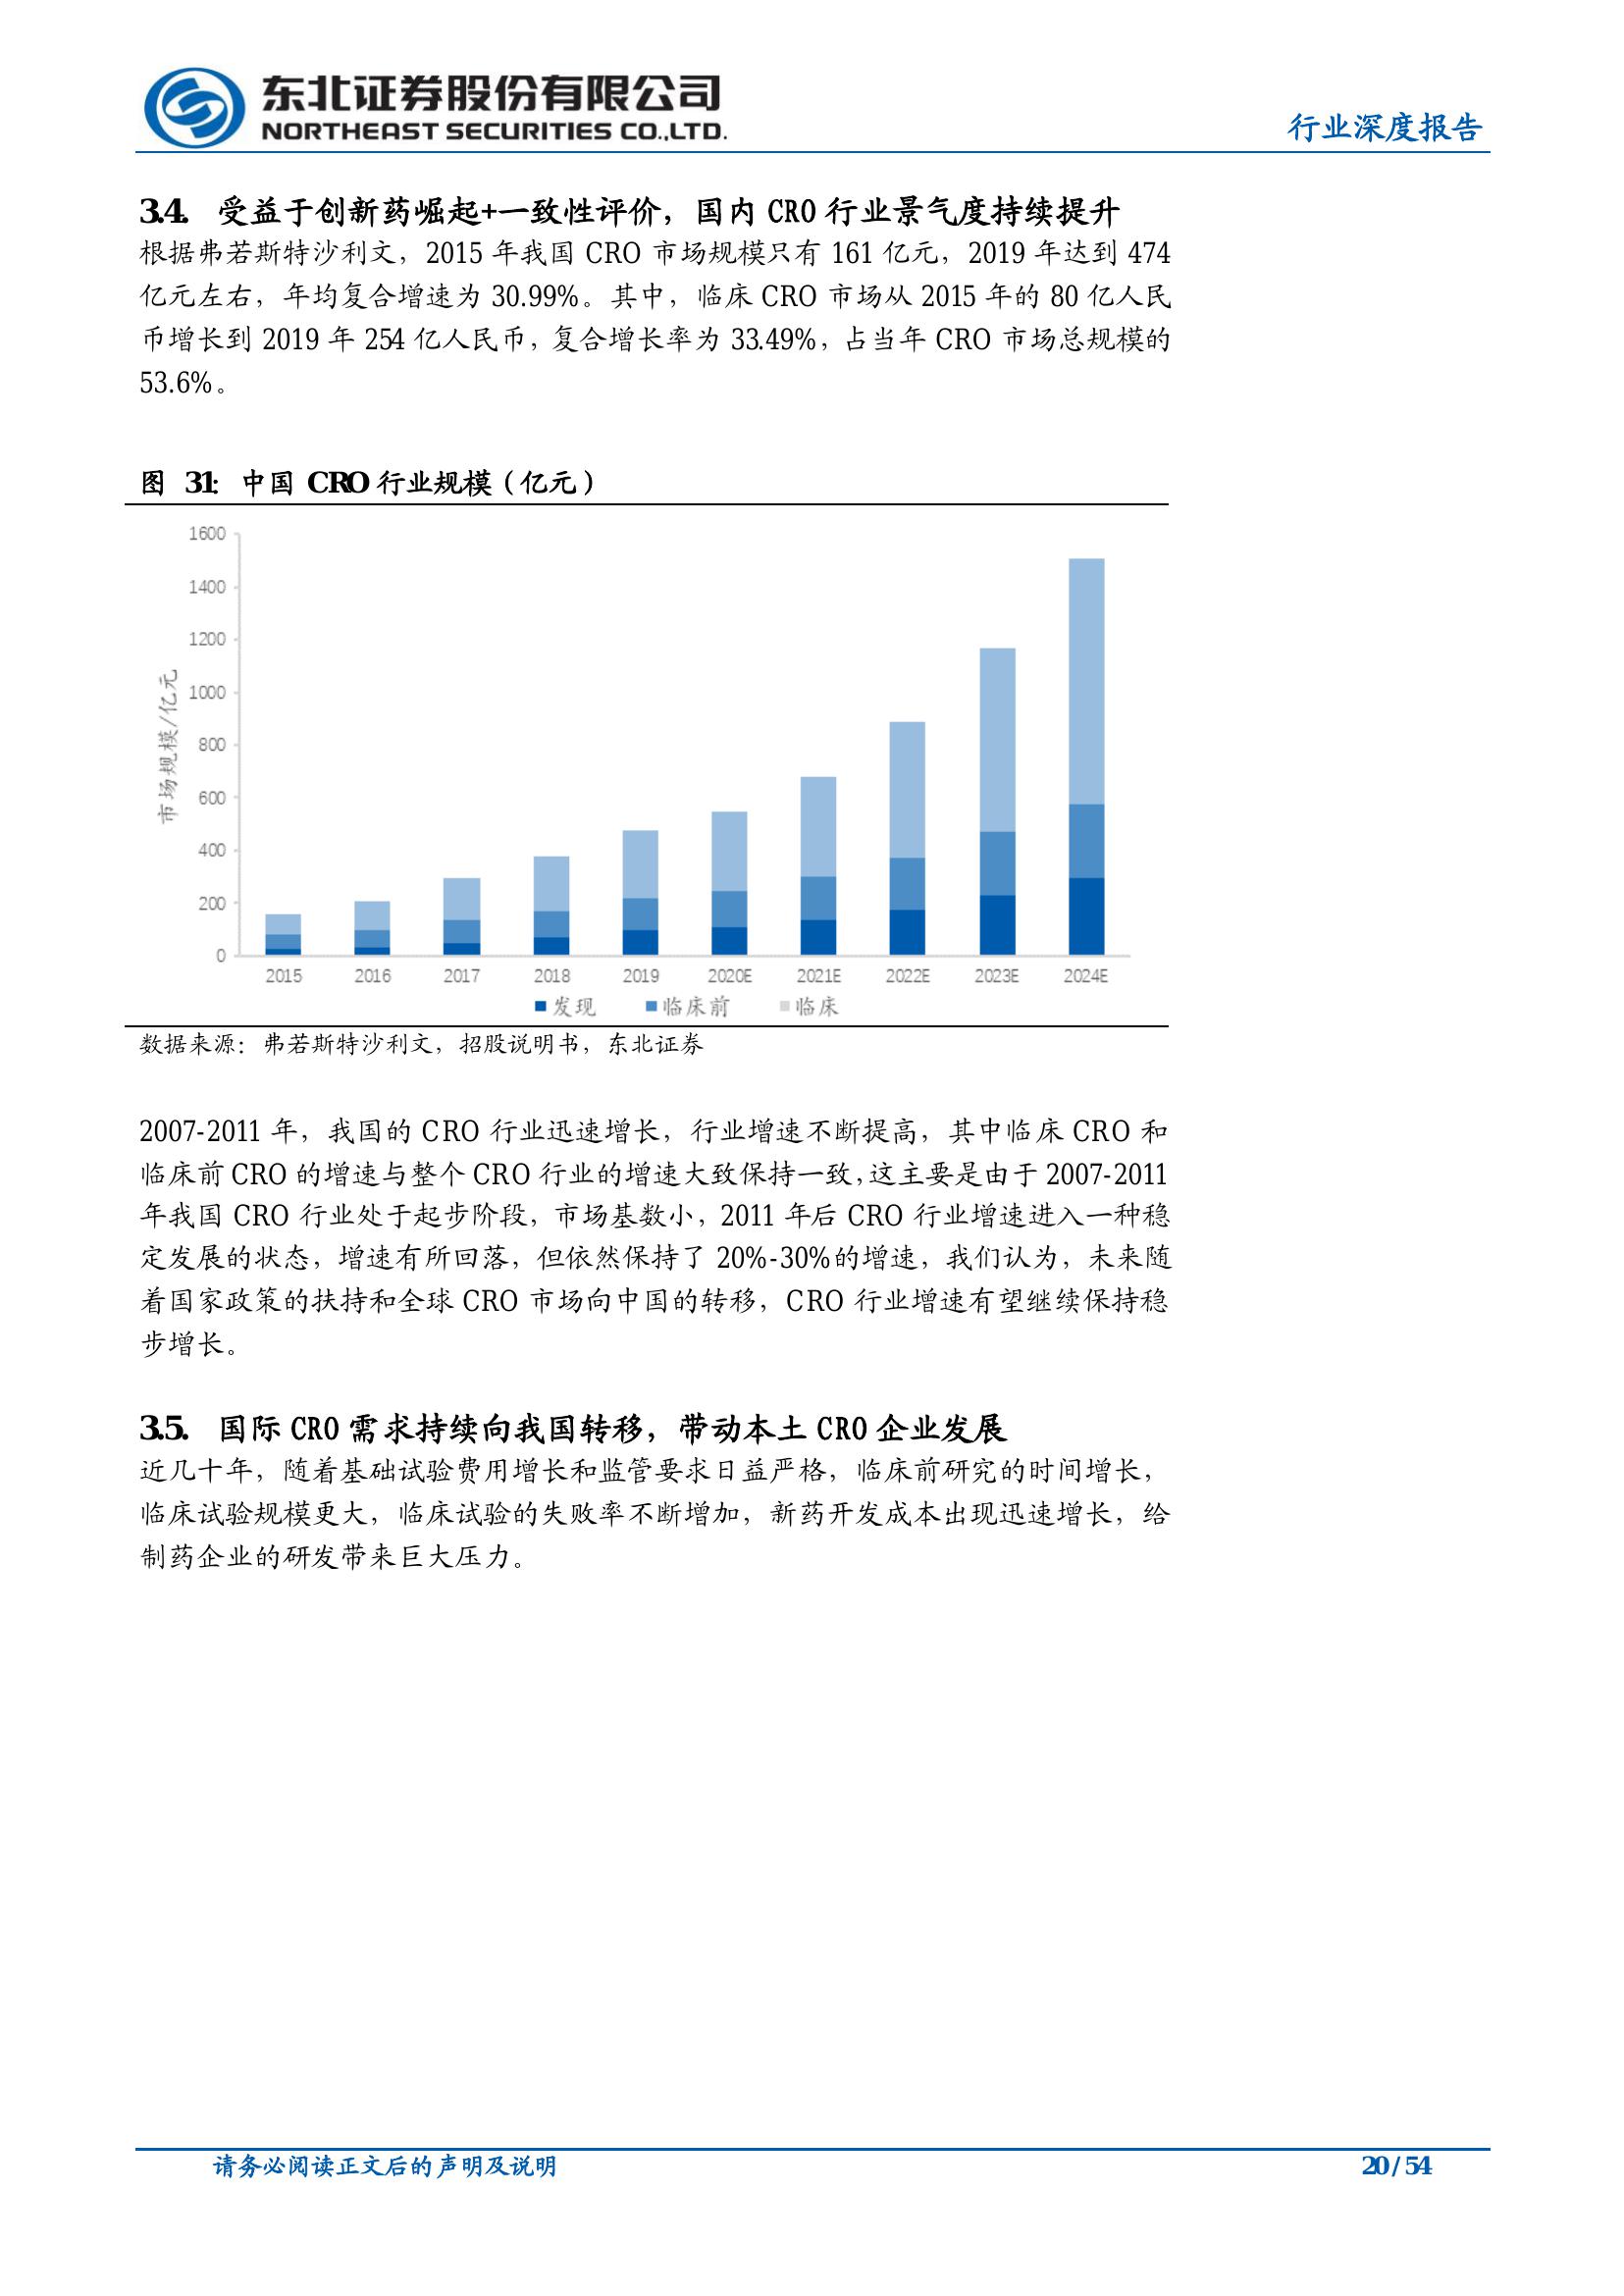 东北证券股份有限公司
NORTHEAST SECURITIES CO.,LTD.
行业深度报告
3.4. 受益于创新药崛起+一致性评价，国内 CRO 行业景气度持续提升
根据弗若斯特沙利文，2015 年我国 CRO 市场规模只有 161 亿元，2019 年达到 474
亿元左右，年均复合增速为 30.99%。其中，临床 CRO 市场从 2015 年的 80 亿人民
币增长到 2019 年 254 亿人民币，复合增长率为 33.49%，占当年 CRO 市场总规模的
53.6%。
图 31：中国 CRO 行业规模（亿元）
1600
1400
1200
1000
800
600
400
200
0
市场规模/亿元
2015 2016 2017 2018 2019 2020E 2021E 2022E 2023E 2024E
发现 临床前 临床
数据来源：弗若斯特沙利文，招股说明书，东北证券
2007-2011 年，我国的 CRO 行业迅速增长，行业增速不断提高，其中临床 CRO 和
临床前 CRO 的增速与整个 CRO 行业的增速大致保持一致，这主要是由于 2007-2011
年我国 CRO 行业处于起步阶段，市场基数小，2011 年后 CRO 行业增速进入一种稳
定发展的状态，增速有所回落，但依然保持了 20%-30%的增速，我们认为，未来随
着国家政策的扶持和全球 CRO 市场向中国的转移，CRO 行业增速有望继续保持稳
步增长。
3.5. 国际 CRO 需求持续向我国转移，带动本土 CRO 企业发展
近几十年，随着基础试验费用增长和监管要求日益严格，临床前研究的时间增长，
临床试验规模更大，临床试验的失败率不断增加，新药开发成本出现迅速增长，给
制药企业的研发带来巨大压力。
请务必阅读正文后的声明及说明
20 / 54